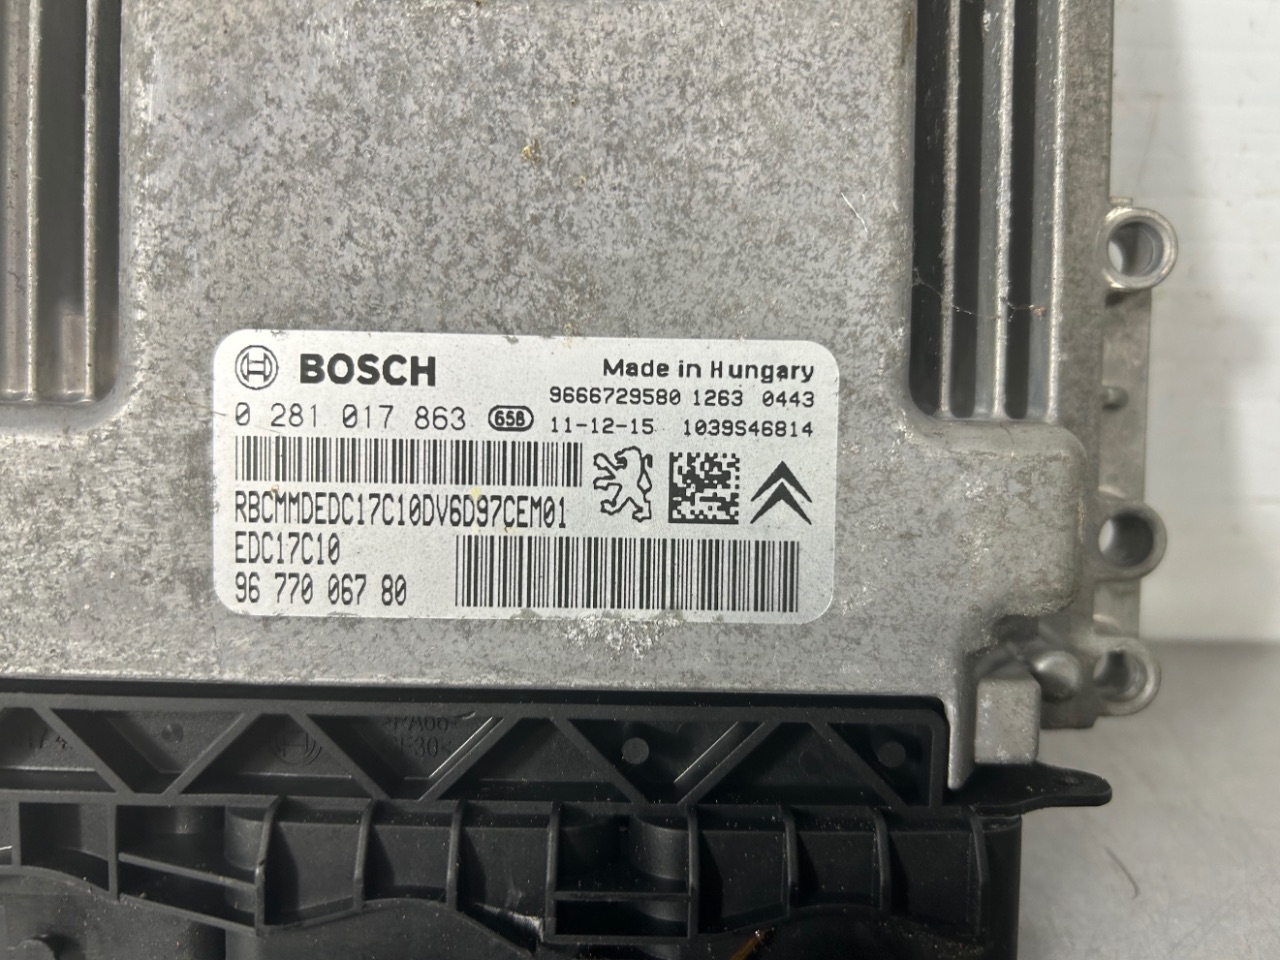 BOSCH
Made in Hungary
9666729580 1263 0443
0 281 017 863 65B 11-12-15 1039S46814
RBCMMDEDC17C10DV6D97CEM01
EDC17C10
96 770 067 80